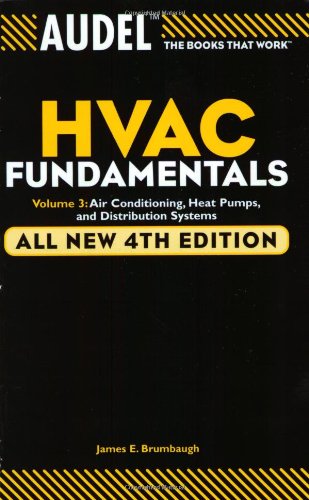 AUDEL™ THE BOOKS THAT WORK™
HVAC
FUNDAMENTALS
Volume 3: Air Conditioning, Heat Pumps,
and Distribution Systems
ALL NEW 4TH EDITION
James E. Brumbaugh